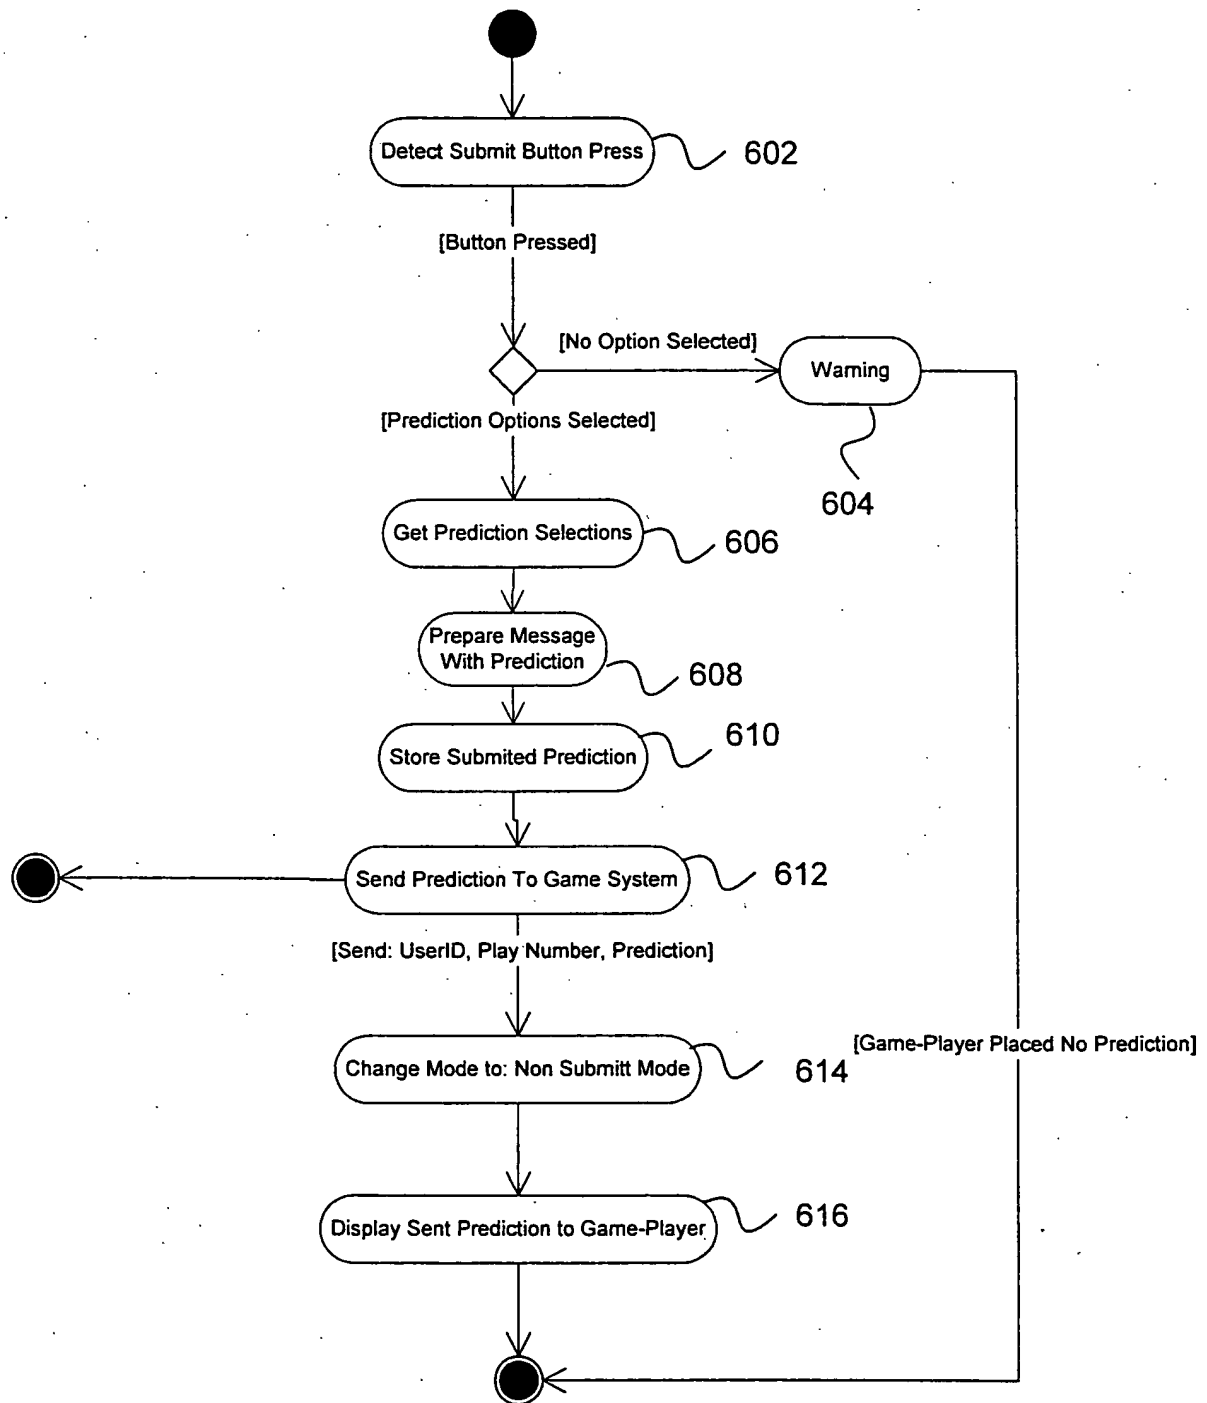 Detect Submit Button Press
602
[Button Pressed]
[No Option Selected]
Warning
604
[Prediction Options Selected]
Get Prediction Selections
606
Prepare Message
With Prediction
608
Store Submited Prediction
610
Send Prediction To Game System
612
[Send: UserID, Play Number, Prediction]
[Game-Player Placed No Prediction]
Change Mode to: Non Submitt Mode
614
Display Sent Prediction to Game-Player
616